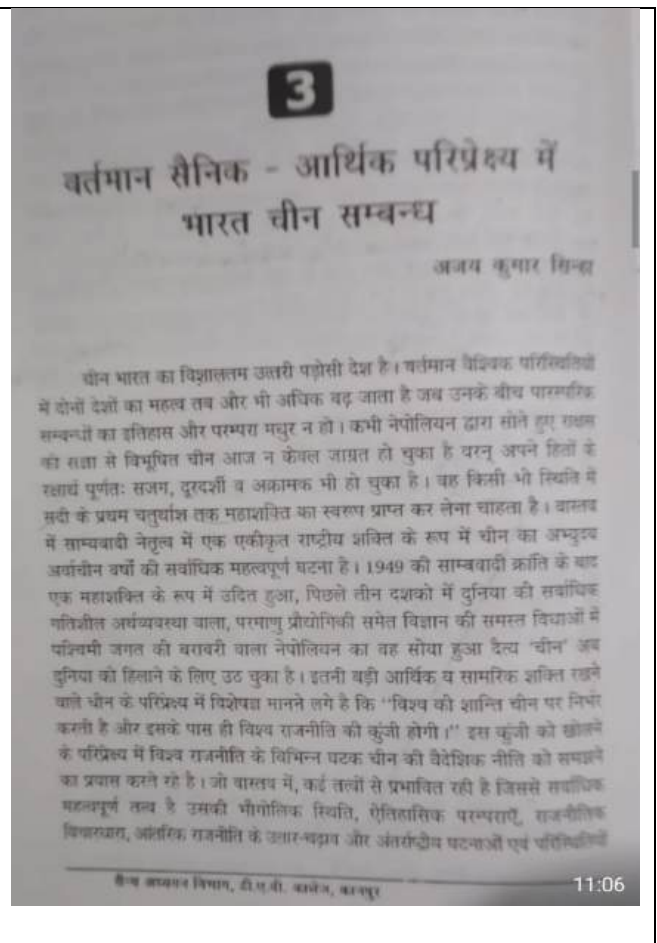 3
वर्तमान सैनिक - आर्थिक परिप्रेक्ष्य में
भारत चीन सम्बन्ध
अजय कुमार सिन्हा
चीन भारत का विशालतम उत्तरी पड़ोसी देश है। वर्तमान वैश्विक परिस्थितियों
में दोनों देशों का महत्व तब और भी अधिक बढ़ जाता है जब उनके बीच पारस्परिक
सम्बन्धों का इतिहास और परम्परा मधुर न हो। कभी नेपोलियन द्वारा सोते हुए राक्षस
की सज्ञा से विभूषित चीन आज न केवल जाग्रत हो चुका है वरन् अपने हितों के
रक्षार्थ पूर्णतः सजग, दूरदर्शी व अक्रामक भी हो चुका है। वह किसी भी स्थिति में
सदी के प्रथम चतुर्थांश तक महाशक्ति का स्वरूप प्राप्त कर लेना चाहता है। वास्तव
में साम्यवादी नेतृत्व में एक एकीकृत राष्ट्रीय शक्ति के रूप में चीन का अभ्युदय
अर्वाचीन वर्षों की सर्वाधिक महत्वपूर्ण घटना है। 1949 की साम्यवादी क्रांति के बाद
एक महाशक्ति के रूप में उदित हुआ, पिछले तीन दशको में दुनिया की सर्वाधिक
गतिशील अर्थव्यवस्था वाला, परमाणु प्रौद्योगिकी समेत विज्ञान की समस्त विधाओं में
पश्चिमी जगत की बराबरी वाला नेपोलियन का वह सोया हुआ दैत्य 'चीन' अब
दुनिया को हिलाने के लिए उठ चुका है। इतनी बड़ी आर्थिक व सामरिक शक्ति रखने
वाले चीन के परिप्रेक्ष्य में विशेषज्ञ मानने लगे है कि "विश्व की शान्ति चीन पर निर्भर
करती है और इसके पास ही विश्व राजनीति की कुंजी होगी।" इस कुंजी को खोलने
के परिप्रेक्ष्य में विश्व राजनीति के विभिन्न घटक चीन की वैदेशिक नीति को समझने
का प्रयास करते रहे है। जो वास्तव में, कई तत्वों से प्रभावित रही है जिससे सर्वाधिक
महत्वपूर्ण तत्व है उसकी भौगोलिक स्थिति, ऐतिहासिक परम्पराएँ, राजनीतिक
विचारधारा, आंतरिक राजनीति के उतार-चढ़ाव और अंतर्राष्ट्रीय घटनाओं एवं परिस्थितियों
सैन्य अध्ययन विभाग, डी.ए.वी. कालेज, कानपुर
11:06